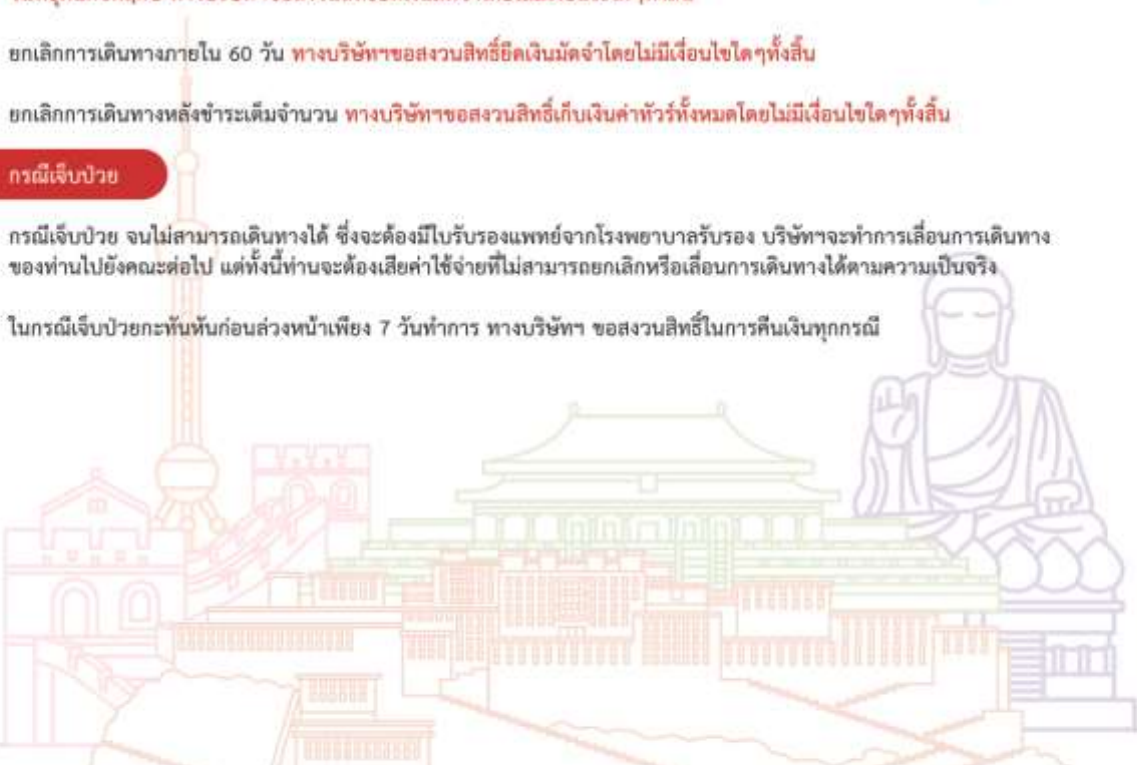 ยกเลิกการเดินทางภายใน 60 วัน ทางบริษัทฯขอสงวนสิทธิ์ยึดเงินมัดจำโดยไม่มีเงื่อนไขใดๆทั้งสิ้น
ยกเลิกการเดินทางหลังชำระเต็มจำนวน ทางบริษัทฯขอสงวนสิทธิ์เก็บเงินค่าทัวร์ทั้งหมดโดยไม่มีเงื่อนไขใดๆทั้งสิ้น
กรณีเจ็บป่วย
กรณีเจ็บป่วย จนไม่สามารถเดินทางได้ ซึ่งจะต้องมีใบรับรองแพทย์จากโรงพยาบาลรับรอง บริษัทฯจะทำการเลื่อนการเดินทาง
ของท่านไปยังคณะต่อไป แต่ทั้งนี้ท่านจะต้องเสียค่าใช้จ่ายที่ไม่สามารถยกเลิกหรือเลื่อนการเดินทางได้ตามความเป็นจริง
ในกรณีเจ็บป่วยกะทันหันก่อนล่วงหน้าเพียง 7 วันทำการ ทางบริษัทฯ ขอสงวนสิทธิ์ในการคืนเงินทุกกรณี